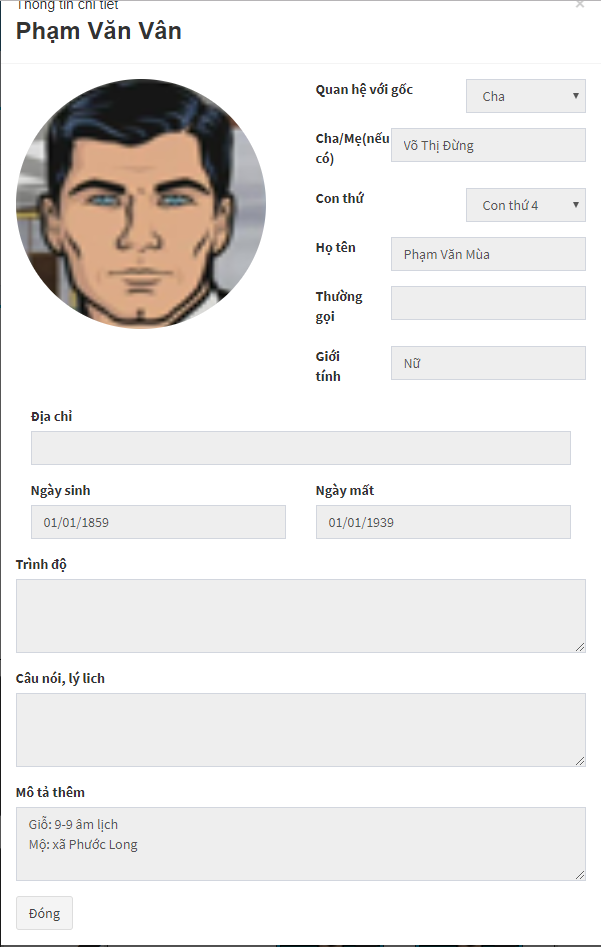 Thông tin chi tiết
×
Phạm Văn Vân
Quan hệ với gốc
Cha
Cha/Mẹ(nếu
có)
Võ Thị Đừng
Con thứ
Con thứ 4
Họ tên
Phạm Văn Mùa
Thường
gọi
Giới
tính
Nữ
Địa chỉ
Ngày sinh
Ngày mất
01/01/1859
01/01/1939
Trình độ
Câu nói, lý lich
Mô tả thêm
Giỗ: 9-9 âm lịch
Mộ: xã Phước Long
Đóng